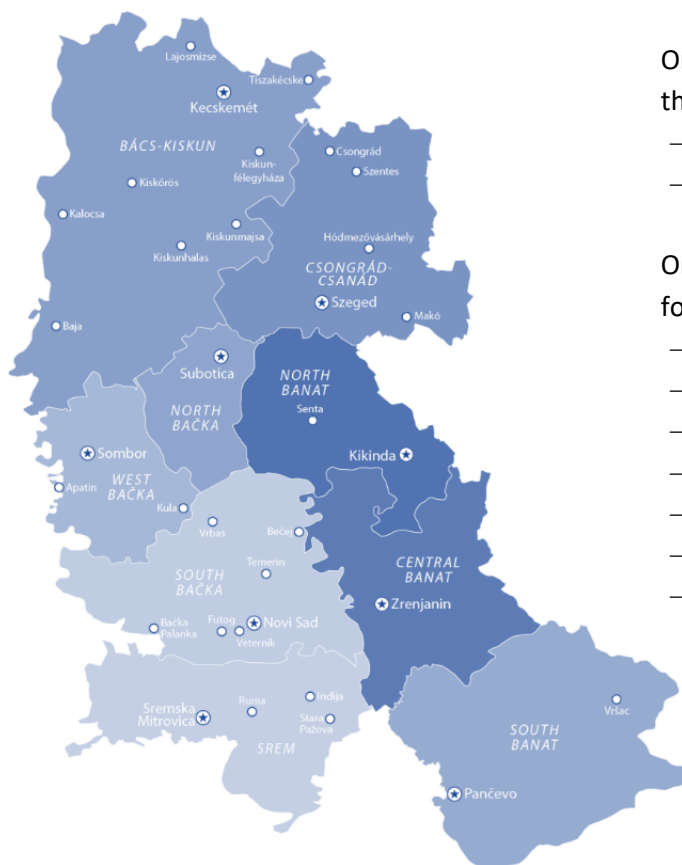 Lajosmizse
Tiszakécske
Kecskemét
BÁCS-KISKUN
Kiskun-
félegyháza
Csongrád
Szentes
Kiskőrös
Kalocsa
Kiskunmajsa
Kiskunhalas
Hódmezővásárhely
CSONGRÁD-
CSANÁD
Szeged
Makó
Baja
Subotica
NORTH
BANAT
NORTH
BAČKA
Senta
Sombor
Kikinda
WEST
BAČKA
Apatin
Kula
Vrbas
Bečej
Temerin
SOUTH
BAČKA
CENTRAL
BANAT
Zrenjanin
Bačka
Palanka
Futog
Novi Sad
Veternik
Sremska
Mitrovica
Ruma
Inđija
Stara
Pazova
SREM
Vršac
SOUTH
BANAT
Pančevo